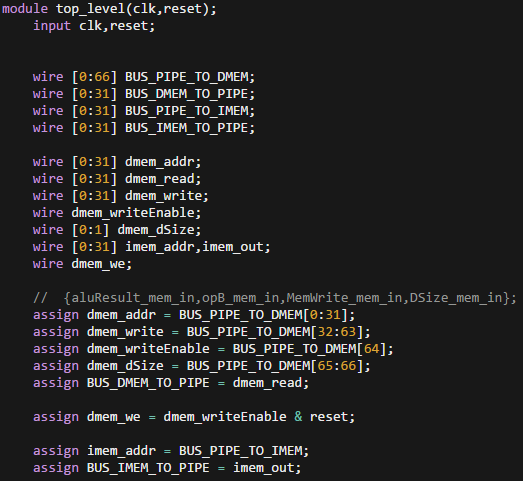 module top_level(clk,reset);
input clk,reset;
wire [0:66] BUS_PIPE_TO_DMEM;
wire [0:31] BUS_DMEM_TO_PIPE;
wire [0:31] BUS_PIPE_TO_IMEM;
wire [0:31] BUS_IMEM_TO_PIPE;
wire [0:31] dmem_addr;
wire [0:31] dmem_read;
wire [0:31] dmem_write;
wire dmem_writeEnable;
wire [0:1] dmem_dSize;
wire [0:31] imem_addr,imem_out;
wire dmem_we;
//  {aluResult_mem_in,opB_mem_in,MemWrite_mem_in,DSize_mem_in};
assign dmem_addr = BUS_PIPE_TO_DMEM[0:31];
assign dmem_write = BUS_PIPE_TO_DMEM[32:63];
assign dmem_writeEnable = BUS_PIPE_TO_DMEM[64];
assign dmem_dSize = BUS_PIPE_TO_DMEM[65:66];
assign BUS_DMEM_TO_PIPE = dmem_read;
assign dmem_we = dmem_writeEnable & reset;
assign imem_addr = BUS_PIPE_TO_IMEM;
assign BUS_IMEM_TO_PIPE = imem_out;